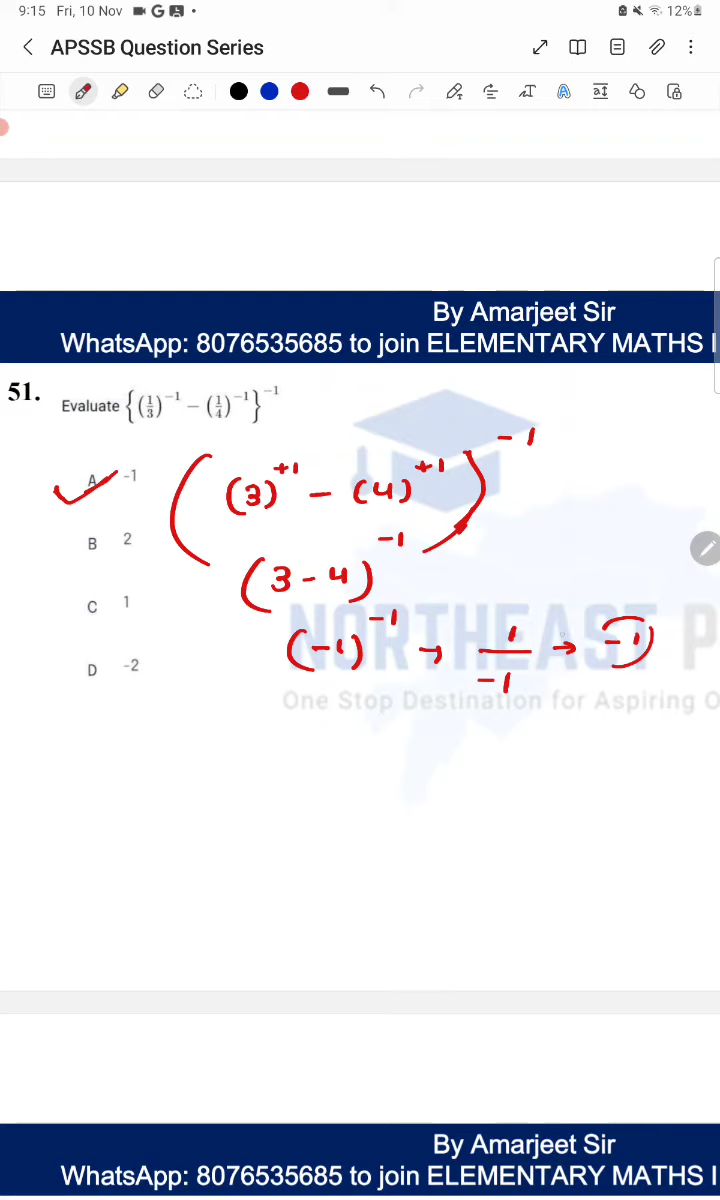 9:15 Fri, 10 Nov G • 12%
APSSB Question Series
By Amarjeet Sir
WhatsApp: 8076535685 to join ELEMENTARY MATHS
51. Evaluate {(1/3)⁻¹ − (1/4)⁻¹}⁻¹
((3)⁺¹ − (4)⁺¹)⁻¹
A -1
B 2
(3 − 4)⁻¹
C 1
(−1)⁻¹ → 1/−1 → −1
D -2
NORTHEAST P
One Stop Destination for Aspiring O
By Amarjeet Sir
WhatsApp: 8076535685 to join ELEMENTARY MATHS